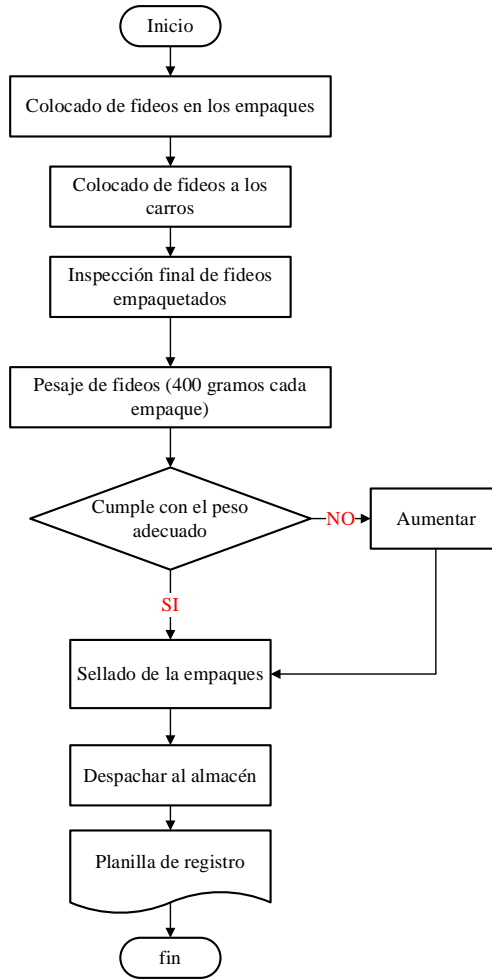 Inicio
Colocado de fideos en los empaques
Colocado de fideos a los
carros
Inspección final de fideos
empaquetados
Pesaje de fideos (400 gramos cada
empaque)
Cumple con el peso
adecuado
NO
Aumentar
SI
Sellado de la empaques
Despachar al almacén
Planilla de registro
fin